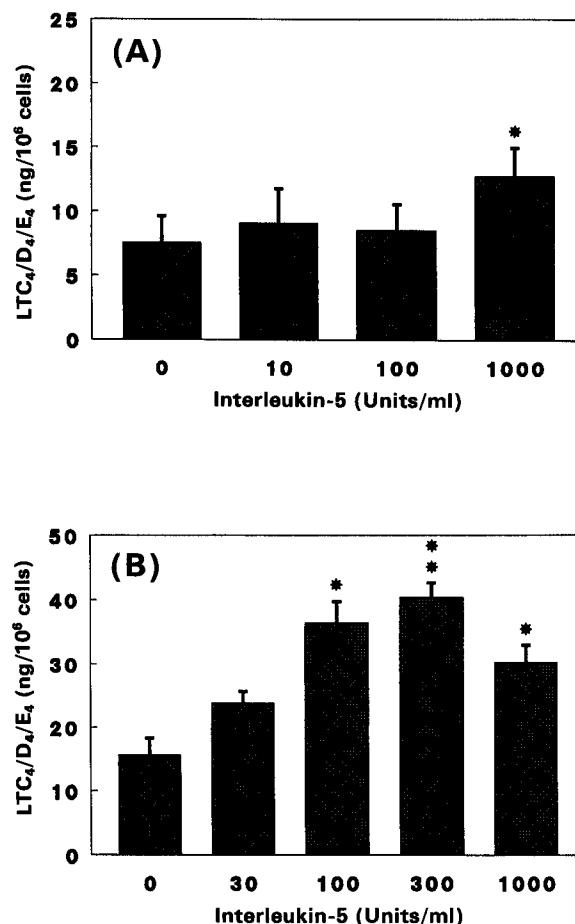 25
(A)
20
15
*
10
5
0
LTC₄/D₄/E₄ (ng/10⁶ cells)
0 10 100 1000
Interleukin-5 (Units/ml)
50
(B)
*
*
40
*
*
30
20
10
0
LTC₄/D₄/E₄ (ng/10⁶ cells)
0 30 100 300 1000
Interleukin-5 (Units/ml)